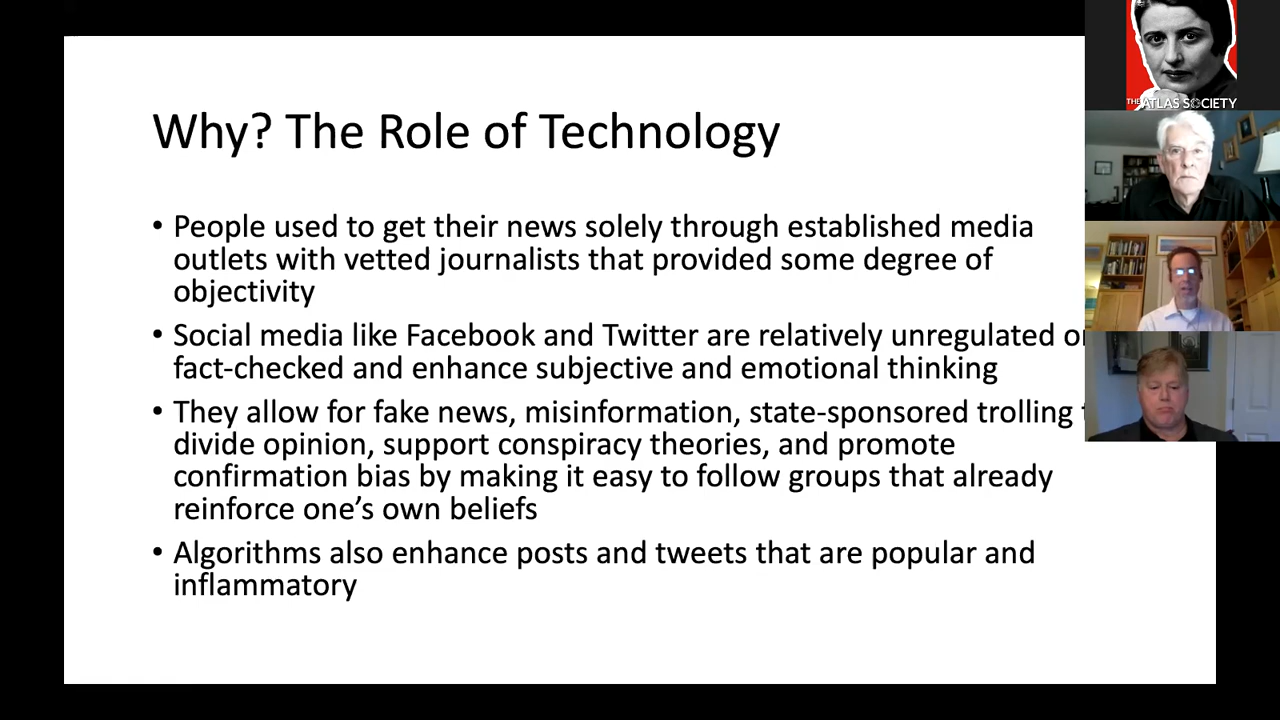 Why? The Role of Technology
• People used to get their news solely through established media
outlets with vetted journalists that provided some degree of
objectivity
• Social media like Facebook and Twitter are relatively unregulated
fact-checked and enhance subjective and emotional thinking
• They allow for fake news, misinformation, state-sponsored trolling
divide opinion, support conspiracy theories, and promote
confirmation bias by making it easy to follow groups that already
reinforce one’s own beliefs
• Algorithms also enhance posts and tweets that are popular and
inflammatory
THE ATLAS SOCIETY